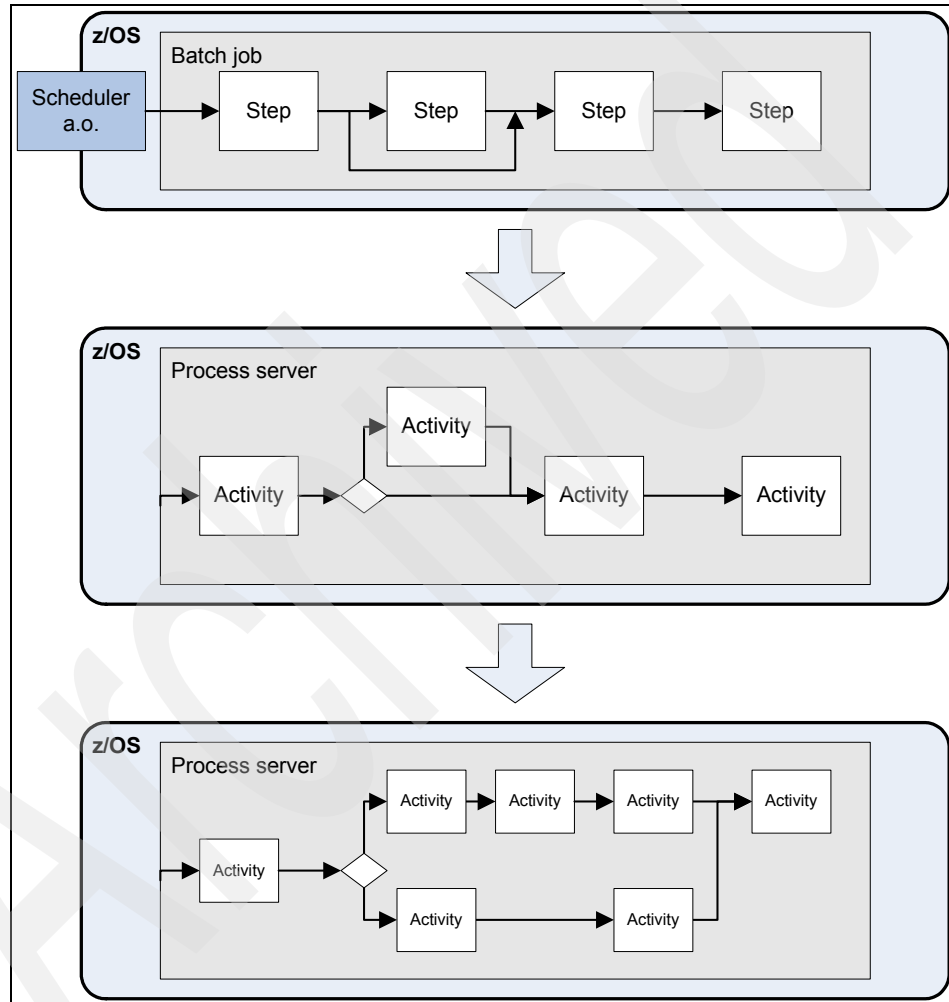 z/OS
Batch job
Scheduler
a.o.
Step
Step
Step
Step
z/OS
Process server
Activity
Activity
Activity
Activity
z/OS
Process server
Activity
Activity
Activity
Activity
Activity
Activity
Activity
Archived